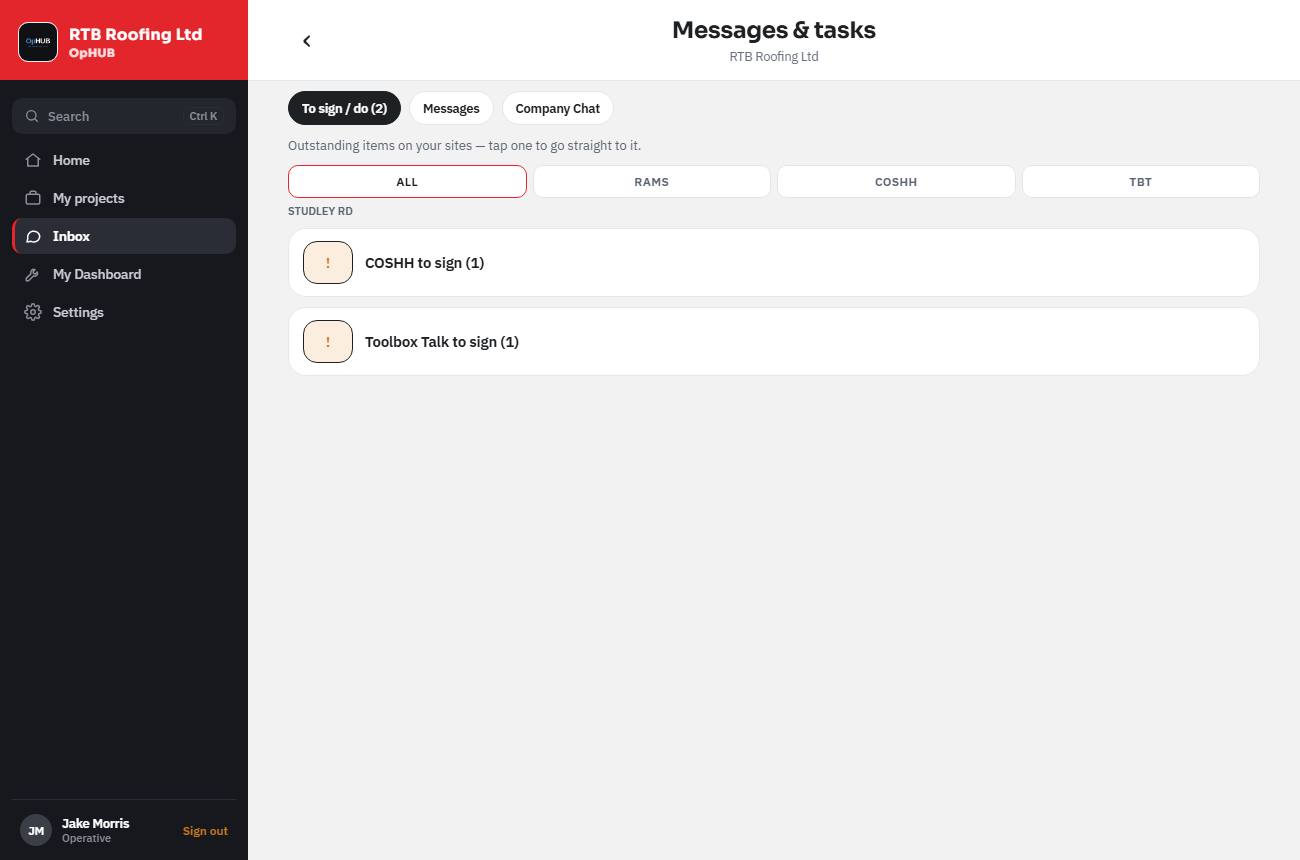 OpHUB
RTB Roofing Ltd
OpHUB
Search
Ctrl K
Home
My projects
Inbox
My Dashboard
Settings
JM
Jake Morris
Operative
Sign out
Messages & tasks
RTB Roofing Ltd
To sign / do (2)
Messages
Company Chat
Outstanding items on your sites — tap one to go straight to it.
ALL
RAMS
COSHH
TBT
STUDLEY RD
!
COSHH to sign (1)
!
Toolbox Talk to sign (1)